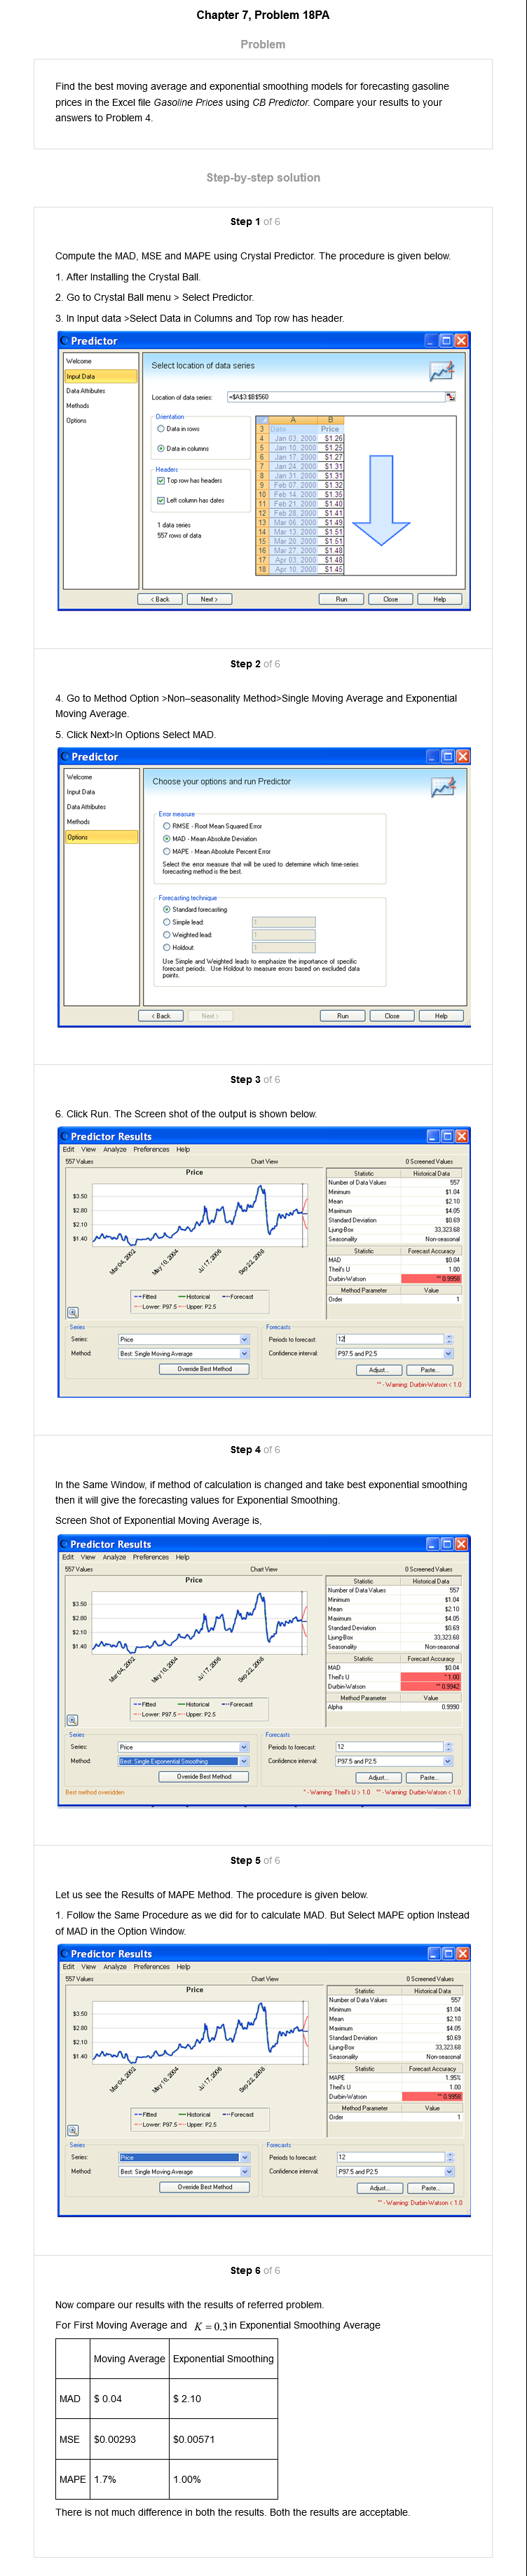 Chapter 7, Problem 18PA
Problem
Find the best moving average and exponential smoothing models for forecasting gasoline
prices in the Excel file Gasoline Prices using CB Predictor. Compare your results to your
answers to Problem 4.
Step-by-step solution
Step 1 of 6
Compute the MAD, MSE and MAPE using Crystal Predictor. The procedure is given below.
1. After Installing the Crystal Ball.
2. Go to Crystal Ball menu > Select Predictor.
3. In Input data >Select Data in Columns and Top row has header.
Predictor
Welcome
Input Data
Data Attributes
Methods
Options
Select location of data series
Location of data series: =$A$3:$B$560
Orientation
Data in rows
Data in columns
Headers
Top row has headers
Left column has dates
1 data series
557 rows of data
A B
3 Date Price
4 Jan 03, 2000 $1.26
5 Jan 10, 2000 $1.25
6 Jan 17, 2000 $1.27
7 Jan 24, 2000 $1.31
8 Jan 31, 2000 $1.31
9 Feb 07, 2000 $1.32
10 Feb 14, 2000 $1.35
11 Feb 21, 2000 $1.40
12 Feb 28, 2000 $1.41
13 Mar 06, 2000 $1.49
14 Mar 13, 2000 $1.51
15 Mar 20, 2000 $1.51
16 Mar 27, 2000 $1.48
17 Apr 03, 2000 $1.48
18 Apr 10, 2000 $1.45
< Back Next > Run Close Help
Step 2 of 6
4. Go to Method Option >Non–seasonality Method>Single Moving Average and Exponential
Moving Average.
5. Click Next>In Options Select MAD.
Predictor
Welcome
Input Data
Data Attributes
Methods
Options
Choose your options and run Predictor
Error measure
RMSE - Root Mean Squared Error
MAD - Mean Absolute Deviation
MAPE - Mean Absolute Percent Error
Select the error measure that will be used to determine which time-series
forecasting method is the best.
Forecasting technique
Standard forecasting
Simple lead: 1
Weighted lead: 1
Holdout: 1
Use Simple and Weighted leads to emphasize the importance of specific
forecast periods. Use Holdout to measure errors based on excluded data
points.
< Back Next > Run Close Help
Step 3 of 6
6. Click Run. The Screen shot of the output is shown below.
Predictor Results
Edit View Analyze Preferences Help
557 Values Chart View 0 Screened Values
Price
$3.50
$2.80
$2.10
$1.40
Mar 04, 2002 May 10, 2004 Jul 17, 2006 Sep 22, 2008
Fitted Historical Forecast
Lower: P97.5 Upper: P2.5
Statistic Historical Data
Number of Data Values 557
Minimum $1.04
Mean $2.10
Maximum $4.05
Standard Deviation $0.69
Ljung-Box 33,323.68
Seasonality Non-seasonal
Statistic Forecast Accuracy
MAD $0.04
Theil's U 1.00
Durbin-Watson ** 0.9958
Method Parameter Value
Order 1
Series
Series: Price
Method: Best: Single Moving Average
Override Best Method
Forecasts
Periods to forecast: 12
Confidence interval: P97.5 and P2.5
Adjust... Paste...
** - Warning: Durbin-Watson < 1.0
Step 4 of 6
In the Same Window, if method of calculation is changed and take best exponential smoothing
then it will give the forecasting values for Exponential Smoothing.
Screen Shot of Exponential Moving Average is,
Predictor Results
Edit View Analyze Preferences Help
557 Values Chart View 0 Screened Values
Price
$3.50
$2.80
$2.10
$1.40
Mar 04, 2002 May 10, 2004 Jul 17, 2006 Sep 22, 2008
Fitted Historical Forecast
Lower: P97.5 Upper: P2.5
Statistic Historical Data
Number of Data Values 557
Minimum $1.04
Mean $2.10
Maximum $4.05
Standard Deviation $0.69
Ljung-Box 33,323.68
Seasonality Non-seasonal
Statistic Forecast Accuracy
MAD $0.04
Theil's U * 1.00
Durbin-Watson ** 0.9942
Method Parameter Value
Alpha 0.9990
Series
Series: Price
Method: Best: Single Exponential Smoothing
Override Best Method
Forecasts
Periods to forecast: 12
Confidence interval: P97.5 and P2.5
Adjust... Paste...
Best method overridden * - Warning: Theil's U > 1.0 ** - Warning: Durbin-Watson < 1.0
Step 5 of 6
Let us see the Results of MAPE Method. The procedure is given below.
1. Follow the Same Procedure as we did for to calculate MAD. But Select MAPE option Instead
of MAD in the Option Window.
Predictor Results
Edit View Analyze Preferences Help
557 Values Chart View 0 Screened Values
Price
$3.50
$2.80
$2.10
$1.40
Mar 04, 2002 May 10, 2004 Jul 17, 2006 Sep 22, 2008
Fitted Historical Forecast
Lower: P97.5 Upper: P2.5
Statistic Historical Data
Number of Data Values 557
Minimum $1.04
Mean $2.10
Maximum $4.05
Standard Deviation $0.69
Ljung-Box 33,323.68
Seasonality Non-seasonal
Statistic Forecast Accuracy
MAPE 1.95%
Theil's U 1.00
Durbin-Watson ** 0.9958
Method Parameter Value
Order 1
Series
Series: Price
Method: Best: Single Moving Average
Override Best Method
Forecasts
Periods to forecast: 12
Confidence interval: P97.5 and P2.5
Adjust... Paste...
** - Warning: Durbin-Watson < 1.0
Step 6 of 6
Now compare our results with the results of referred problem.
For First Moving Average and K = 0.3 in Exponential Smoothing Average
Moving Average Exponential Smoothing
MAD $ 0.04 $ 2.10
MSE $0.00293 $0.00571
MAPE 1.7% 1.00%
There is not much difference in both the results. Both the results are acceptable.